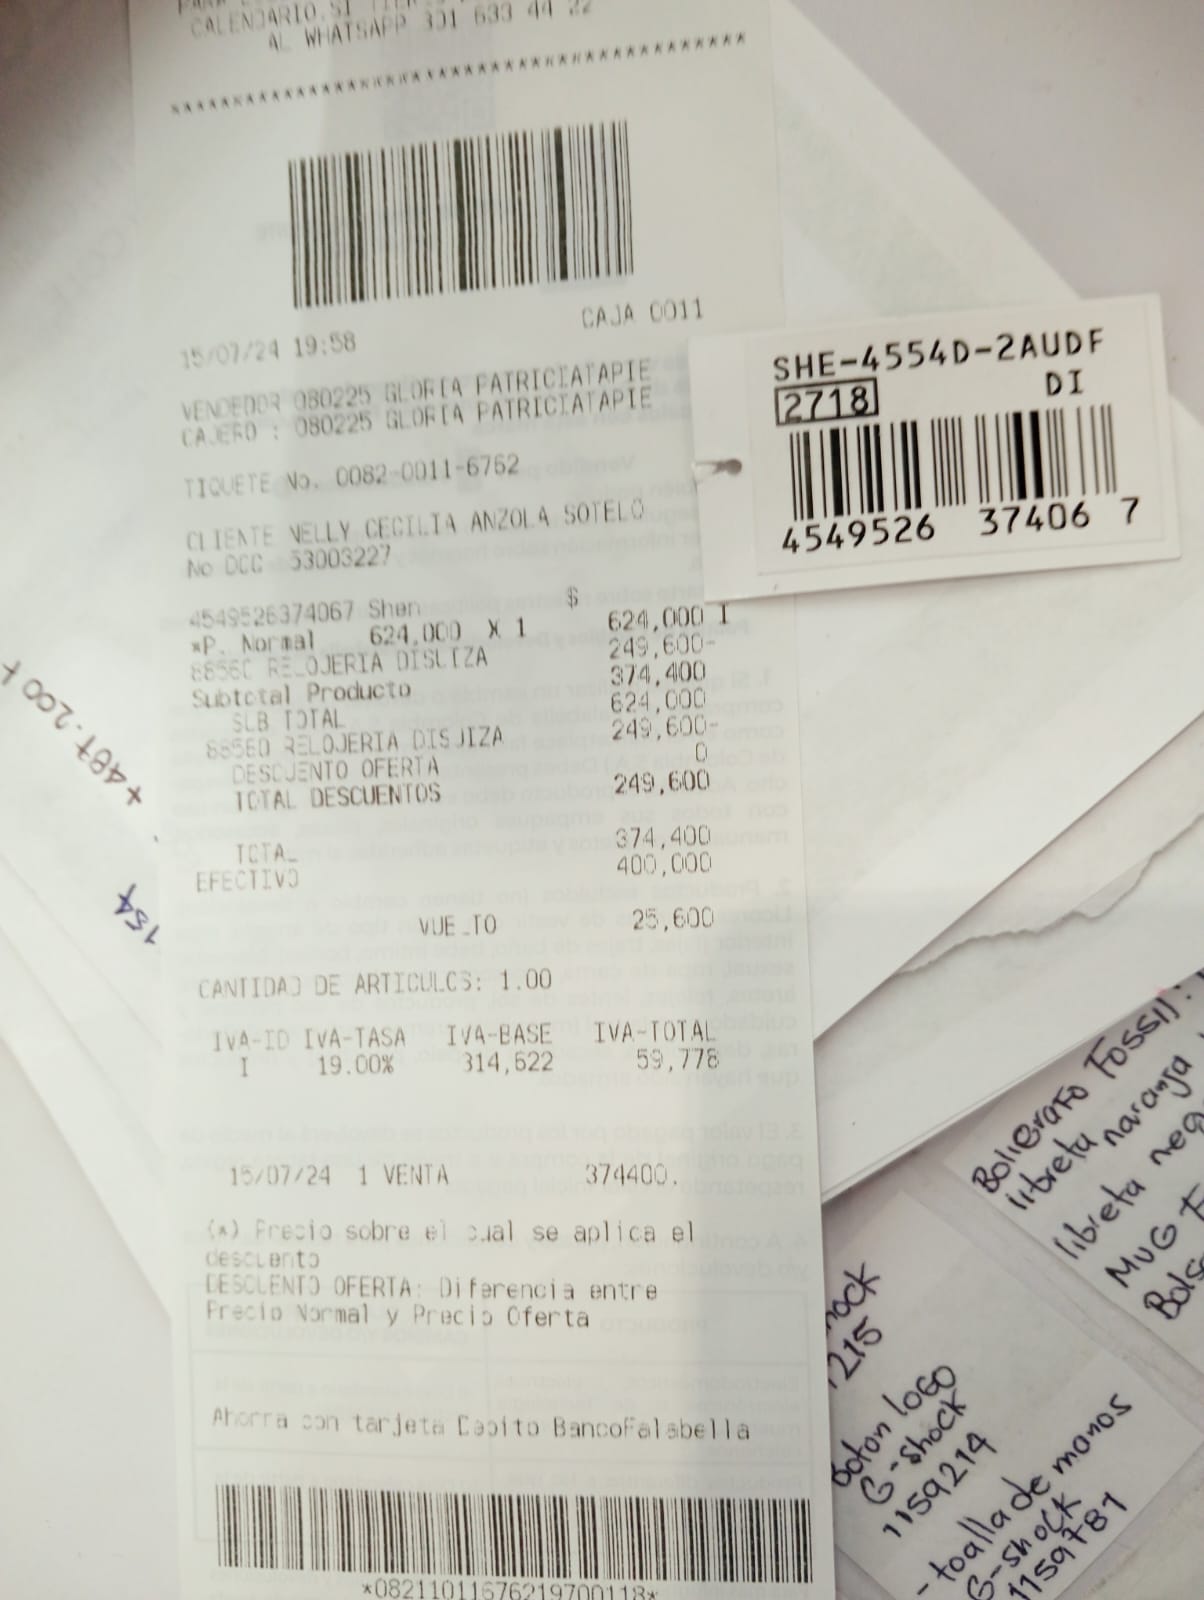 CALENDARIO, SI
AL WHATSAPP 301 633 44 22
CAJA 0011
15/07/24 19:58
VENDEDOR 080225 GLORIA PATRICIATAPIE
CAJERO : 080225 GLORIA PATRICIATAPIE
TIQUETE No. 0082-0011-6762
CLIENTE NELLY CECILIA ANZOLA SOTELO
No DOC 53003227
$
4549526374067 Shen 624,000 I
*P. Normal 624,000 X 1 249,600-
88560 RELOJERIA DISLIZA 374,400
Subtotal Producto 624,000
SUB TOTAL 249,600-
88560 RELOJERIA DISLIZA 0
DESCUENTO OFERTA 249,600
TOTAL DESCUENTOS
TOTAL 374,400
EFECTIVO 400,000
VUELTO 25,600
CANTIDAD DE ARTICULOS: 1.00
IVA-ID IVA-TASA IVA-BASE IVA-TOTAL
I 19.00% 314,622 59,778
15/07/24 1 VENTA 374400.
(*) Precio sobre el cual se aplica el
descuento
DESCUENTO OFERTA: Diferencia entre
Precio Normal y Precio Oferta
Ahorra con tarjeta Debito BancoFalabella
*08211011676219700118*
SHE-4554D-2AUDF
2718 DI
4549526 37406 7
x 487.200
154
Boligrafo Fossil:
libreta naranja
libreta
MUG
215
Boton logo
G-shock
1159214
- toalla de manos
G-shock
1159781